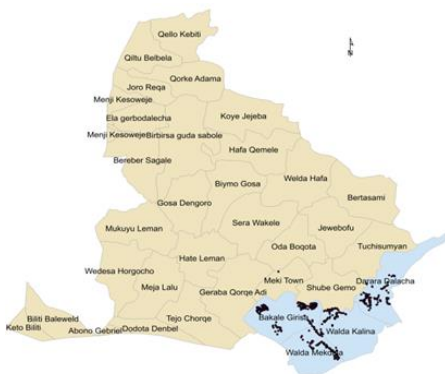 Qello Kebiti
N
Qiltu Belbela
Qorke Adama
Joro Reqa
Menji Kesoweje
Ela gerbodalecha
Koye Jejeba
Menji Kesoweje
Birbirsa guda sabole
Hafa Qemele
Bereber Sagale
Welda Hafa
Biymo Gosa
Bertasami
Gosa Dengoro
Sera Wakele
Jewebofu
Mukuyu Leman
Oda Boqota
Tuchisumyan
Hate Leman
Wedesa Horgocho
Meki Town
Darara Dalacha
Meja Lalu
Geraba Qorqe Adi
Shube Gemo
Biliti Baleweld
Tejo Chorqe
Bakale Girisa
Keto Biliti
Abono Gebriel
Dodota Denbel
Walda Kalina
Walda Mekdela